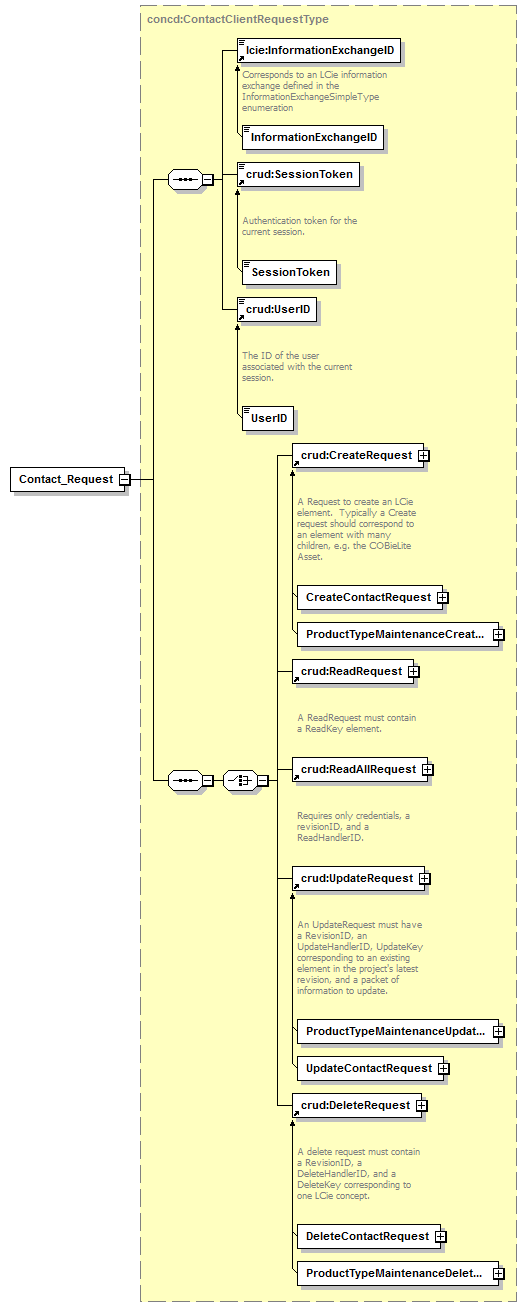 concd:ContactClientRequestType
lcie:InformationExchangeID
Corresponds to an LCie information
exchange defined in the
InformationExchangeSimpleType
enumeration
InformationExchangeID
crud:SessionToken
Authentication token for the
current session.
SessionToken
crud:UserID
The ID of the user
associated with the current
session.
UserID
Contact_Request
crud:CreateRequest
A Request to create an LCie
element.  Typically a Create
request should correspond to
an element with many
children, e.g. the COBieLite
Asset.
CreateContactRequest
ProductTypeMaintenanceCreat...
crud:ReadRequest
A ReadRequest must contain
a ReadKey element.
crud:ReadAllRequest
Requires only credentials, a
revisionID, and a
ReadHandlerID.
crud:UpdateRequest
An UpdateRequest must have
a RevisionID, an
UpdateHandlerID, UpdateKey
corresponding to an existing
element in the project's latest
revision, and a packet of
information to update.
ProductTypeMaintenanceUpdat...
UpdateContactRequest
crud:DeleteRequest
A delete request must contain
a RevisionID, a
DeleteHandlerID, and a
DeleteKey corresponding to
one LCie concept.
DeleteContactRequest
ProductTypeMaintenanceDelet...